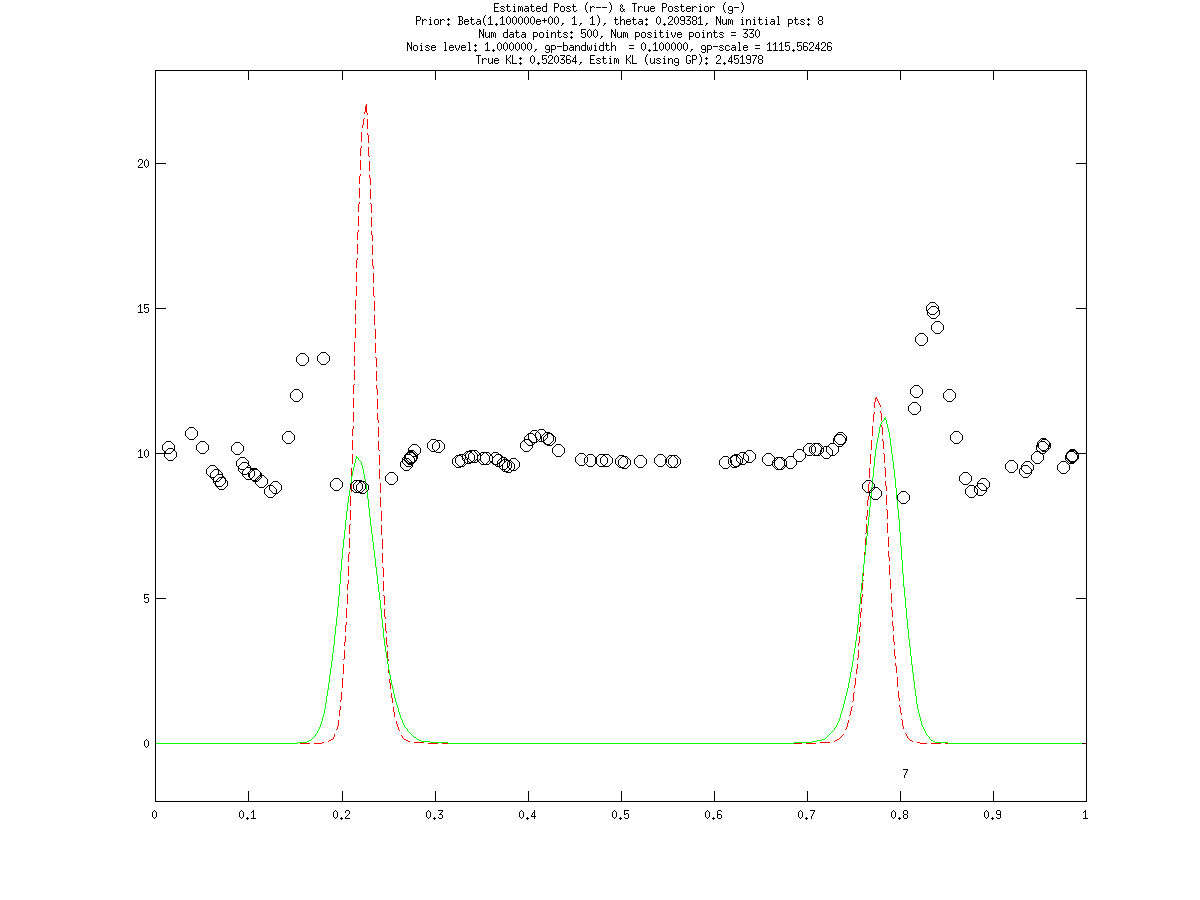 Estimated Post (r--) & True Posterior (g-)
Prior: Beta(1.100000e+00, 1, 1), theta: 0.209381, Num initial pts: 8
Num data points: 500, Num positive points = 330
Noise level: 1.000000, gp-bandwidth  = 0.100000, gp-scale = 1115.562426
True KL: 0.520364, Estim KL (using GP): 2.451978
20
15
10
5
0
7
0 0.1 0.2 0.3 0.4 0.5 0.6 0.7 0.8 0.9 1